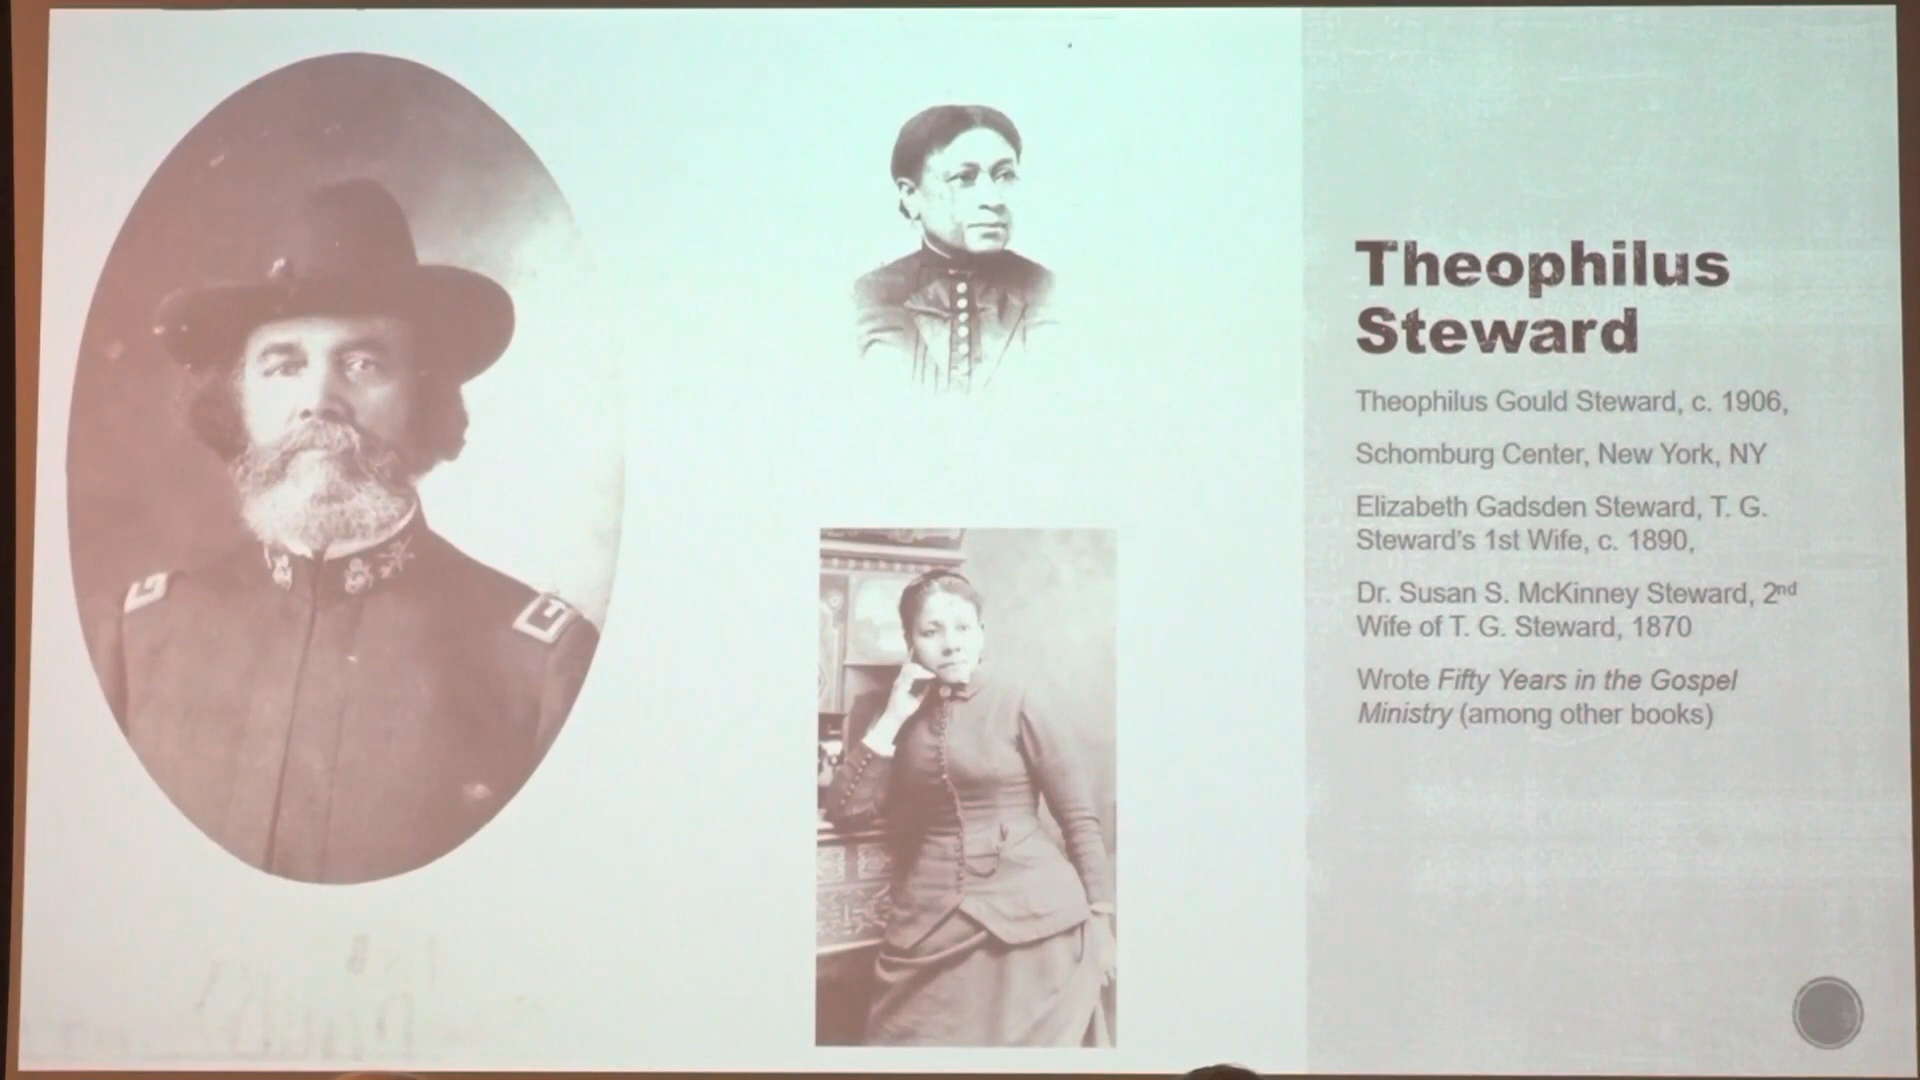 Theophilus
Steward
Theophilus Gould Steward, c. 1906,
Schomburg Center, New York, NY
Elizabeth Gadsden Steward, T. G.
Steward's 1st Wife, c. 1890,
Dr. Susan S. McKinney Steward, 2nd
Wife of T. G. Steward, 1870
Wrote Fifty Years in the Gospel
Ministry (among other books)